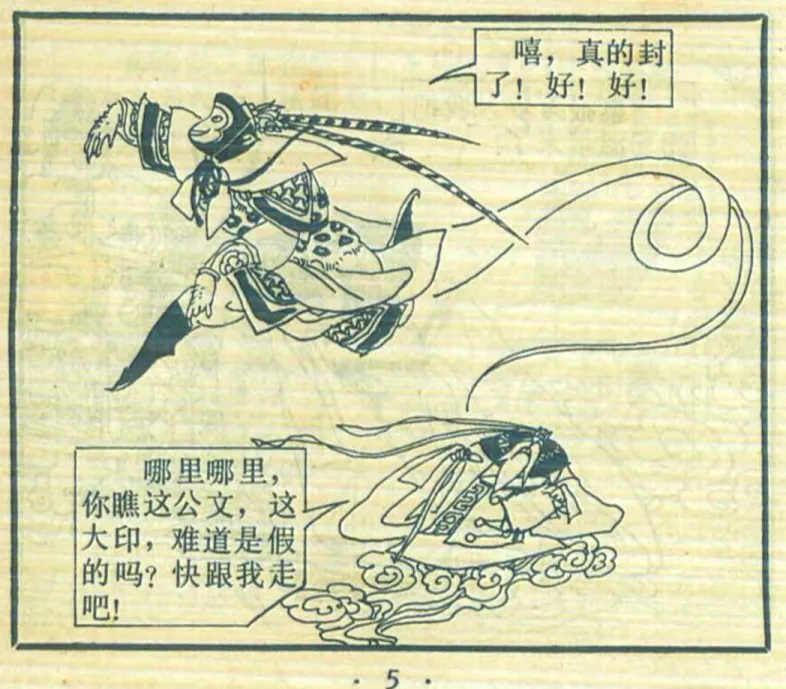 嘻，真的封
了！好！好！
哪里哪里，
你瞧这公文，这
大印，难道是假
的吗？快跟我走
吧！
· 5 ·